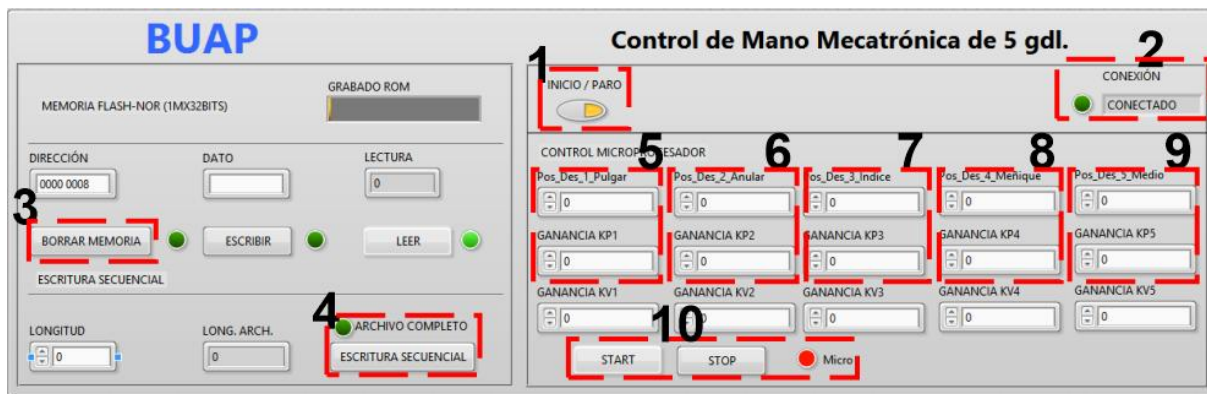 BUAP
Control de Mano Mecatrónica de 5 gdl.
MEMORIA FLASH-NOR (1MX32BITS)
GRABADO ROM
DIRECCIÓN
DATO
LECTURA
0000 0008
0
3
BORRAR MEMORIA
ESCRIBIR
LEER
ESCRITURA SECUENCIAL
LONGITUD
LONG. ARCH.
4
ARCHIVO COMPLETO
0
0
ESCRITURA SECUENCIAL
1
INICIO / PARO
2
CONEXIÓN
CONECTADO
CONTROL MICROPROCESADOR
5
6
7
8
9
Pos_Des_1_Pulgar
Pos_Des_2_Anular
Pos_Des_3_Indice
Pos_Des_4_Meñique
Pos_Des_5_Medio
0
0
0
0
0
GANANCIA KP1
GANANCIA KP2
GANANCIA KP3
GANANCIA KP4
GANANCIA KP5
0
0
0
0
0
GANANCIA KV1
GANANCIA KV2
GANANCIA KV3
GANANCIA KV4
GANANCIA KV5
0
0
0
0
0
10
START
STOP
Micro